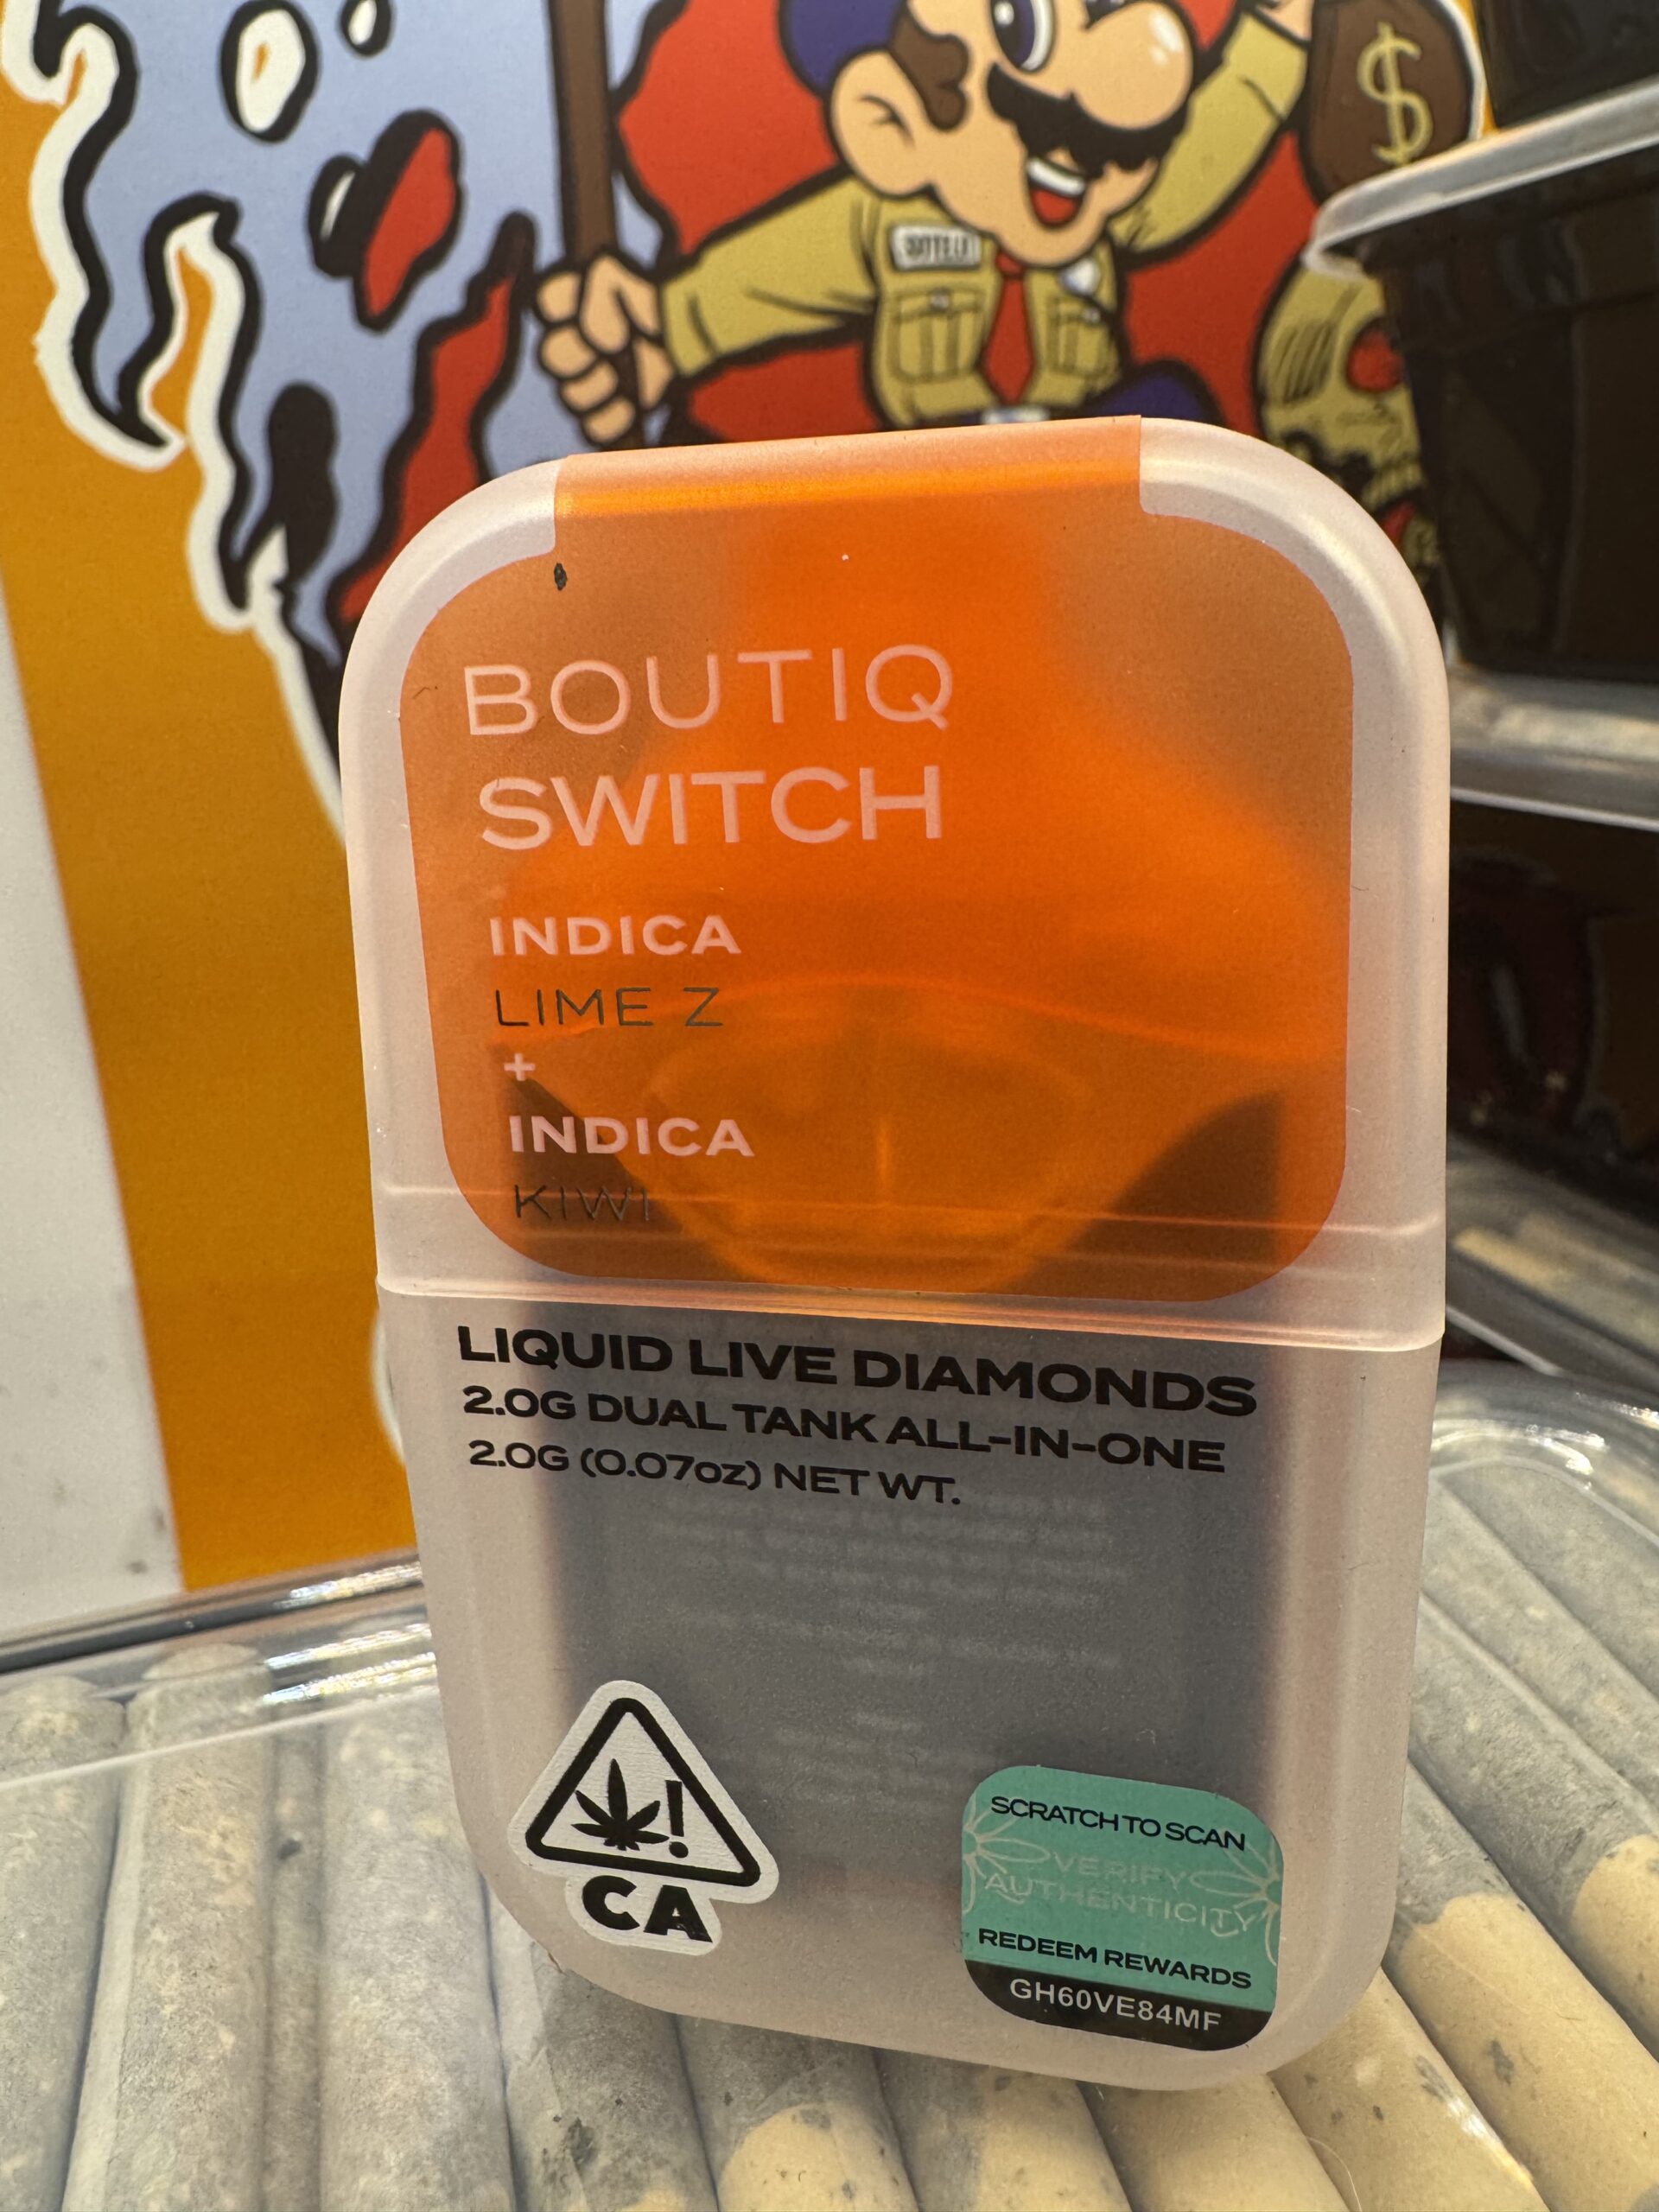 $
BOUTIQ
SWITCH
INDICA
LIME Z
+
INDICA
KIWI
LIQUID LIVE DIAMONDS
2.0G DUAL TANK ALL-IN-ONE
2.0G (0.07oz) NET WT.
!
CA
SCRATCH TO SCAN
VERIFY
AUTHENTICITY
REDEEM REWARDS
GH60VE84MF